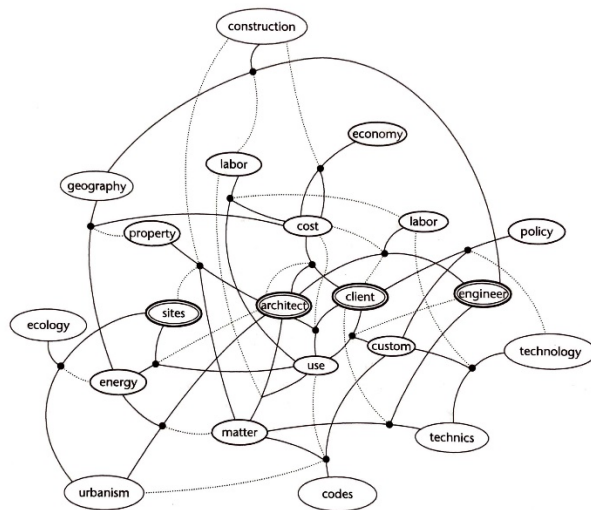 construction
economy
labor
geography
labor
cost
property
policy
architect
client
engineer
sites
ecology
custom
technology
use
energy
matter
technics
urbanism
codes